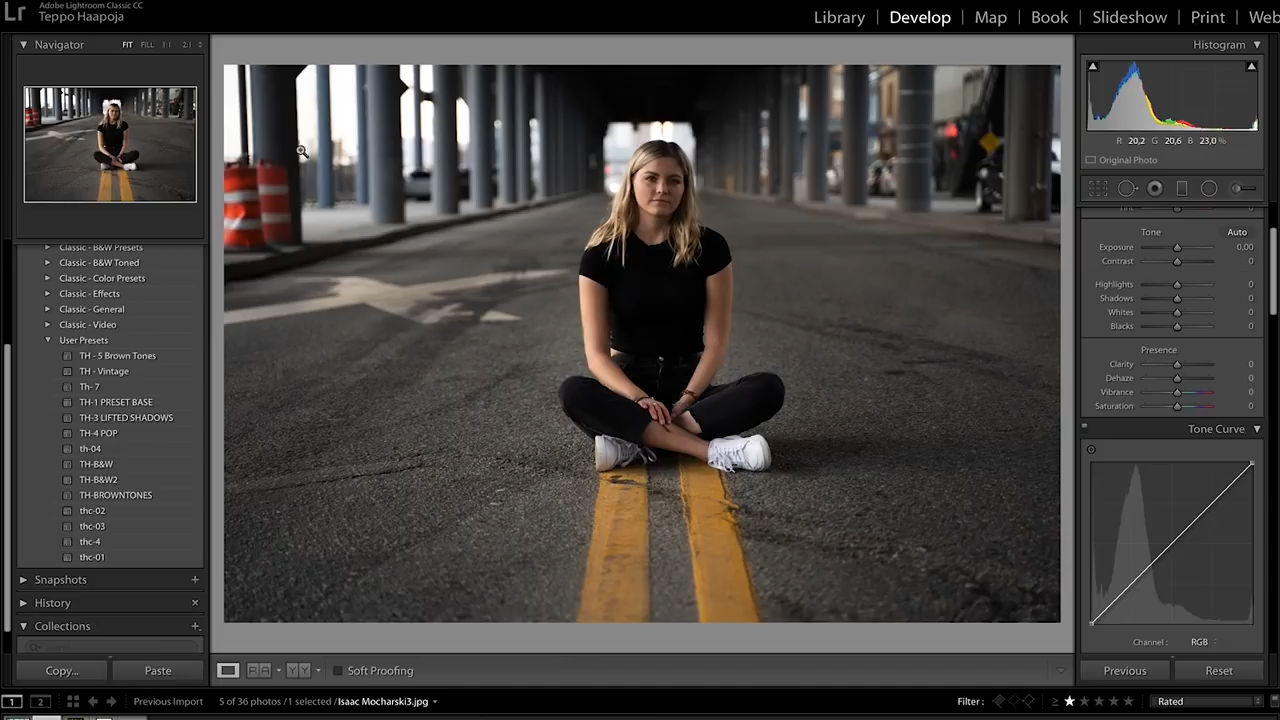 Adobe Lightroom Classic CC
Teppo Haapoja
Library | Develop | Map | Book | Slideshow | Print | Web
Navigator FIT FILL 1:1 2:1
Classic - B&W Presets
Classic - B&W Toned
Classic - Color Presets
Classic - Effects
Classic - General
Classic - Video
User Presets
TH - 5 Brown Tones
TH - Vintage
Th- 7
TH-1 PRESET BASE
TH-3 LIFTED SHADOWS
TH-4 POP
th-04
TH-B&W
TH-B&W2
TH-BROWNTONES
thc-02
thc-03
thc-4
thc-01
Snapshots
History
Collections
Copy... Paste
Soft Proofing
Histogram
R 20,2 G 20,6 B 23,0 %
Original Photo
Tint
Tone Auto
Exposure 0,00
Contrast 0
Highlights 0
Shadows 0
Whites 0
Blacks 0
Presence
Clarity 0
Dehaze 0
Vibrance 0
Saturation 0
Tone Curve
Channel : RGB
Previous Reset
1 2 Previous Import 5 of 36 photos / 1 selected / Isaac Mocharski3.jpg
Filter : ≥ Rated